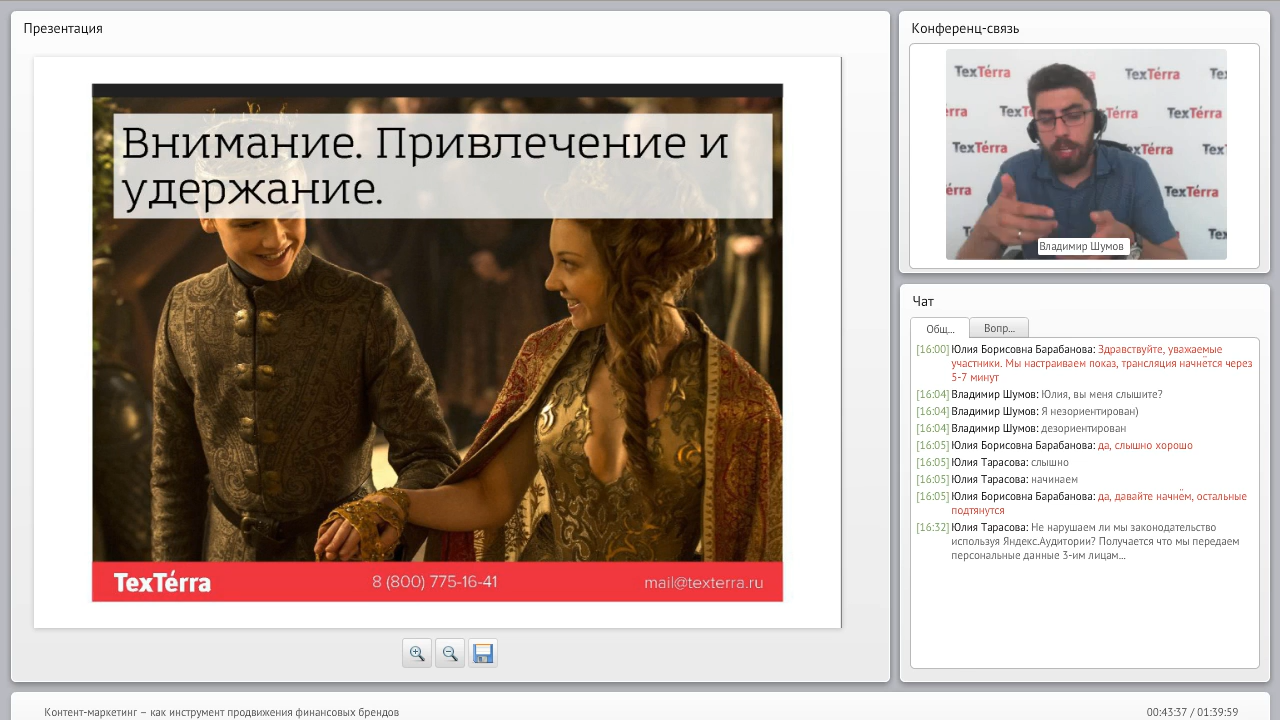 Презентация
Внимание. Привлечение и
удержание.
TexTérra
8 (800) 775-16-41
mail@texterra.ru
Контент-маркетинг – как инструмент продвижения финансовых брендов
Конференц-связь
TexTérra
TexTérra
TexTérra
TexTérra
TexTérra
Владимир Шумов
Чат
Общ...
Вопр...
[16:00] Юлия Борисовна Барабанова: Здравствуйте, уважаемые
участники. Мы настраиваем показ, трансляция начнётся через
5-7 минут
[16:04] Владимир Шумов: Юлия, вы меня слышите?
[16:04] Владимир Шумов: Я незориентирован)
[16:04] Владимир Шумов: дезориентирован
[16:05] Юлия Борисовна Барабанова: да, слышно хорошо
[16:05] Юлия Тарасова: слышно
[16:05] Юлия Тарасова: начинаем
[16:05] Юлия Борисовна Барабанова: да, давайте начнём, остальные
подтянутся
[16:32] Юлия Тарасова: Не нарушаем ли мы законодательство
используя Яндекс.Аудитории? Получается что мы передаем
персональные данные 3-им лицам...
00:43:37 / 01:39:59